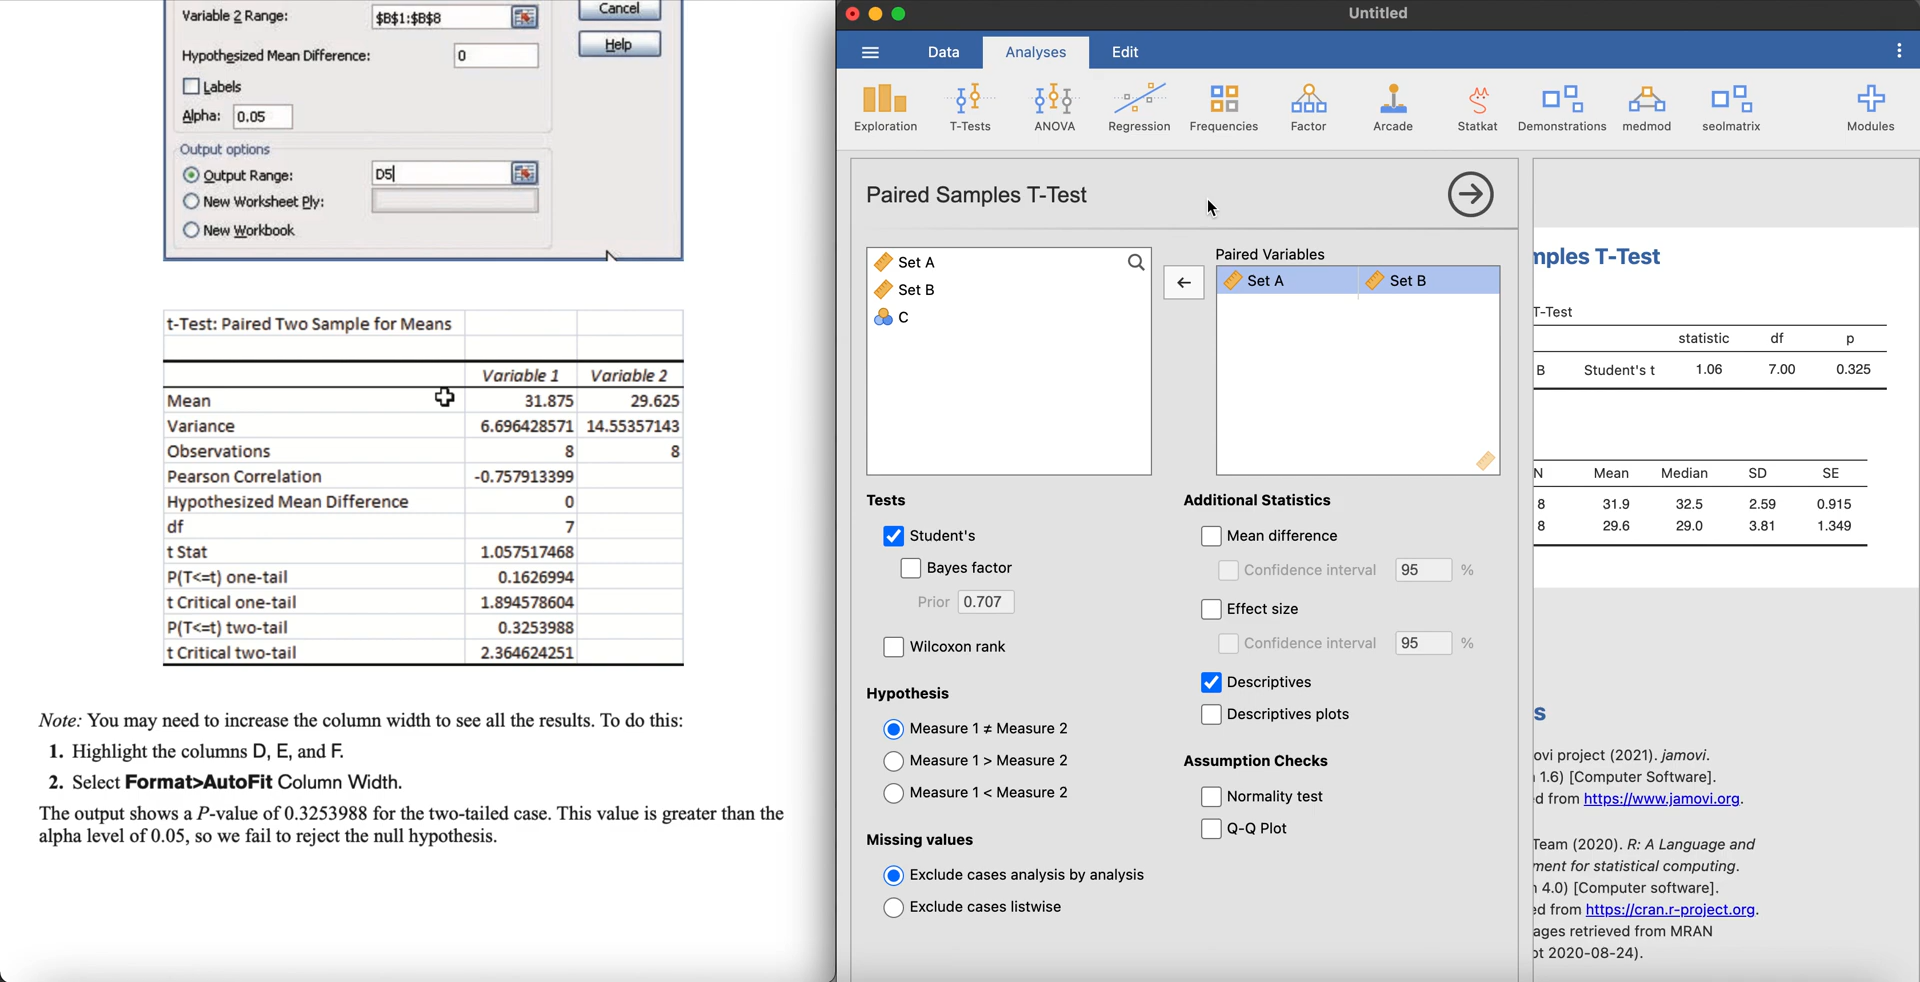 Variable 2 Range:
$B$1:$B$8
Cancel
Hypothesized Mean Difference:
0
Help
Labels
Alpha:
0.05
Output options
Output Range:
D5
New Worksheet Ply:
New Workbook
t-Test: Paired Two Sample for Means
Variable 1 Variable 2
Mean 31.875 29.625
Variance 6.696428571 14.55357143
Observations 8 8
Pearson Correlation -0.757913399
Hypothesized Mean Difference 0
df 7
t Stat 1.057517468
P(T<=t) one-tail 0.1626994
t Critical one-tail 1.894578604
P(T<=t) two-tail 0.3253988
t Critical two-tail 2.364624251
Note: You may need to increase the column width to see all the results. To do this:
1. Highlight the columns D, E, and F.
2. Select Format>AutoFit Column Width.
The output shows a P-value of 0.3253988 for the two-tailed case. This value is greater than the
alpha level of 0.05, so we fail to reject the null hypothesis.
Untitled
Data Analyses Edit
Exploration T-Tests ANOVA Regression Frequencies Factor Arcade Statkat Demonstrations medmod seolmatrix Modules
Paired Samples T-Test
Set A
Set B
C
Paired Variables
Set A Set B
Tests
Student's
Bayes factor
Prior 0.707
Wilcoxon rank
Hypothesis
Measure 1 ≠ Measure 2
Measure 1 > Measure 2
Measure 1 < Measure 2
Missing values
Exclude cases analysis by analysis
Exclude cases listwise
Additional Statistics
Mean difference
Confidence interval 95 %
Effect size
Confidence interval 95 %
Descriptives
Descriptives plots
Assumption Checks
Normality test
Q-Q Plot
mples T-Test
T-Test
statistic df p
B Student's t 1.06 7.00 0.325
N Mean Median SD SE
8 31.9 32.5 2.59 0.915
8 29.6 29.0 3.81 1.349
s
ovi project (2021). jamovi.
1.6) [Computer Software].
d from https://www.jamovi.org.
Team (2020). R: A Language and
ment for statistical computing.
4.0) [Computer software].
ed from https://cran.r-project.org.
ages retrieved from MRAN
ot 2020-08-24).